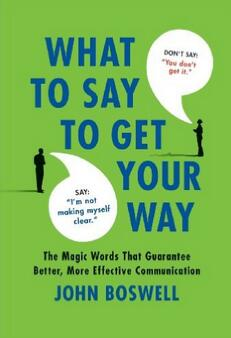 WHAT
TO SAY
TO GET
YOUR
WAY
DON'T SAY:
"You don't
get it."
SAY:
"I'm not
making myself
clear."
The Magic Words That Guarantee
Better, More Effective Communication
JOHN BOSWELL